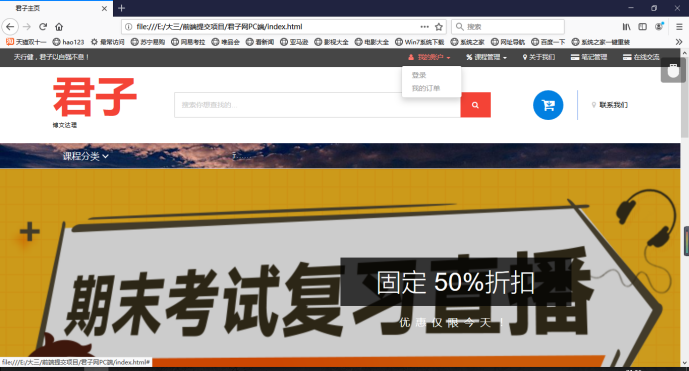 君子主页
file:///E:/大三/前端提交项目/君子网PC端/index.html
搜索
天猫双十一 hao123 最常访问 苏宁易购 网易考拉 唯品会 看新闻 亚马逊 影视大全 电影大全 Win7系统下载 系统之家 网址导航 百度一下 系统之家一键重装
天行健，君子以自强不息！
我的账户 课程管理 关于我们 笔记管理 在线交流
登录
我的订单
君子
博文达理
搜索你想查找的...
联系我们
课程分类
期末考试复习直播
固定 50%折扣
优惠仅限今天！
file:///E:/大三/前端提交项目/君子网PC端/index.html#